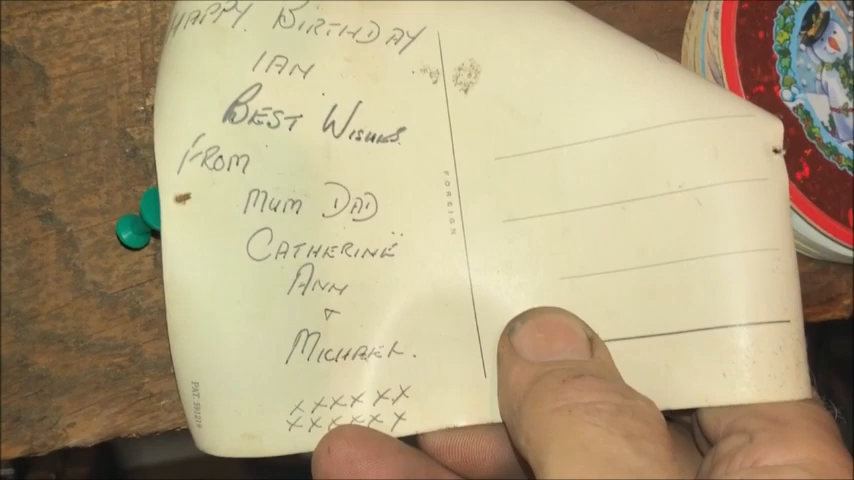 HAPPY. BIRTHDAY
IAN
BEST WISHES.
FROM
MUM DAD
CATHERINE
ANN
&
MICHAEL.
XXXXXX
XXXXXX
FOREIGN